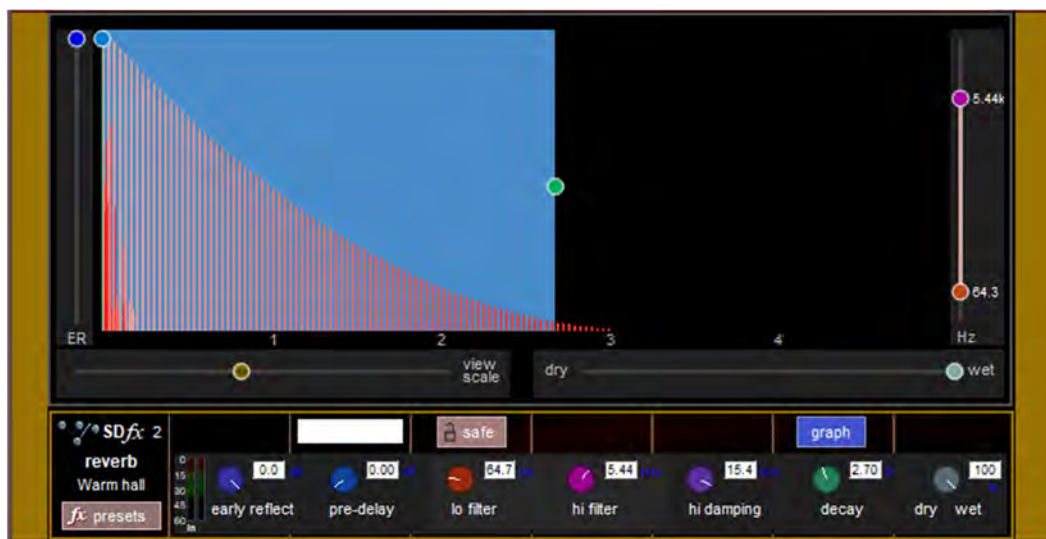 5.44k
64.3
ER 1 2 3 4 Hz
view
scale
dry wet
SDfx 2
safe
graph
reverb
Warm hall
fx presets
0
15
30
45
60
in
0.0
0.00
64.7
5.44
15.4
2.70
100
early reflect pre-delay lo filter hi filter hi damping decay dry wet